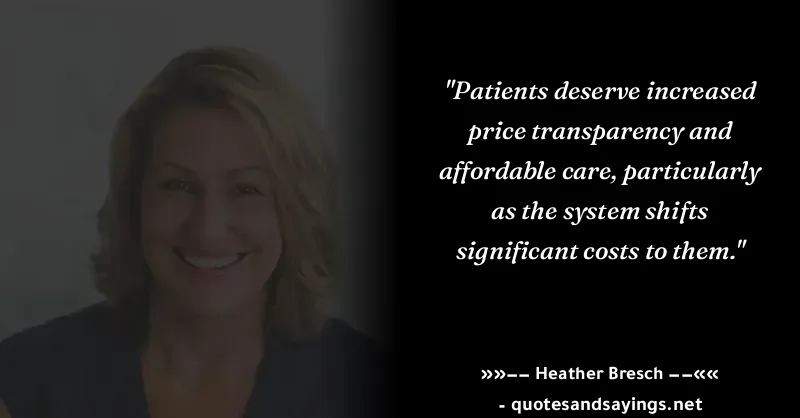 "Patients deserve increased
price transparency and
affordable care, particularly
as the system shifts
significant costs to them."
»»–– Heather Bresch ––««
- quotesandsayings.net